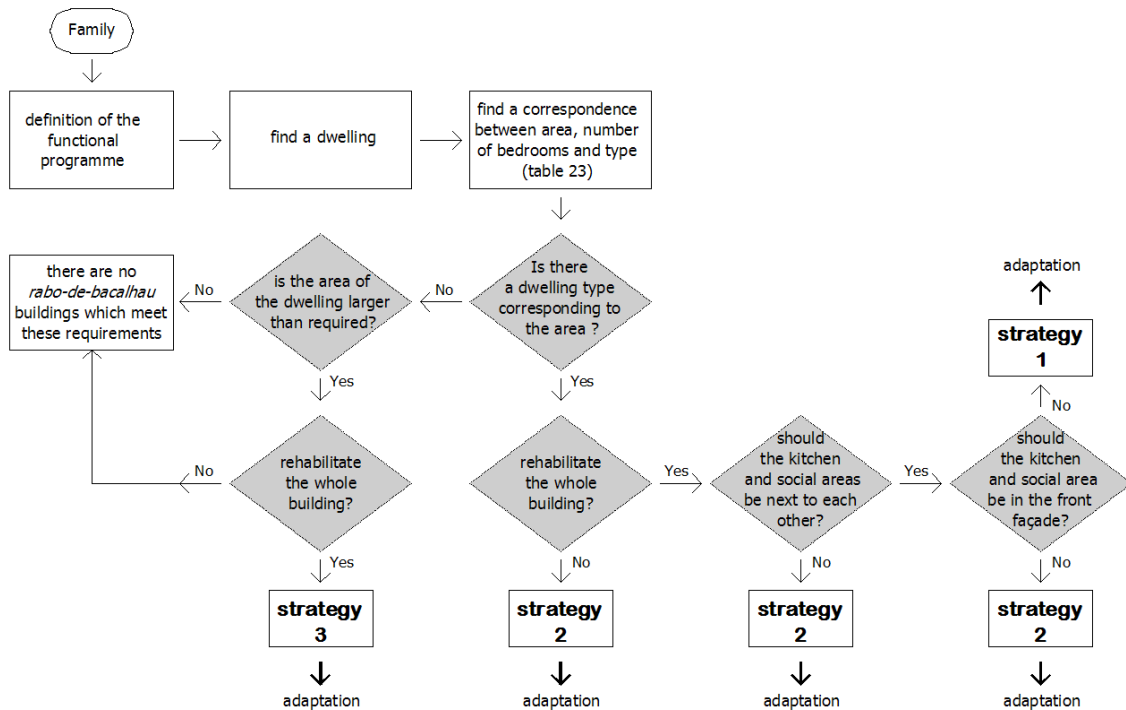 Family
definition of the
functional
programme
find a dwelling
find a correspondence
between area, number
of bedrooms and type
(table 23)
there are no
rabo-de-bacalhau
buildings which meet
these requirements
No
is the area of
the dwelling larger
than required?
No
Is there
a dwelling type
corresponding to
the area ?
adaptation
strategy
1
Yes
Yes
No
No
rehabilitate
the whole
building?
rehabilitate
the whole
building?
Yes
should
the kitchen
and social areas
be next to each
other?
Yes
should
the kitchen
and social area
be in the front
façade?
Yes
No
No
No
strategy
3
strategy
2
strategy
2
strategy
2
adaptation
adaptation
adaptation
adaptation